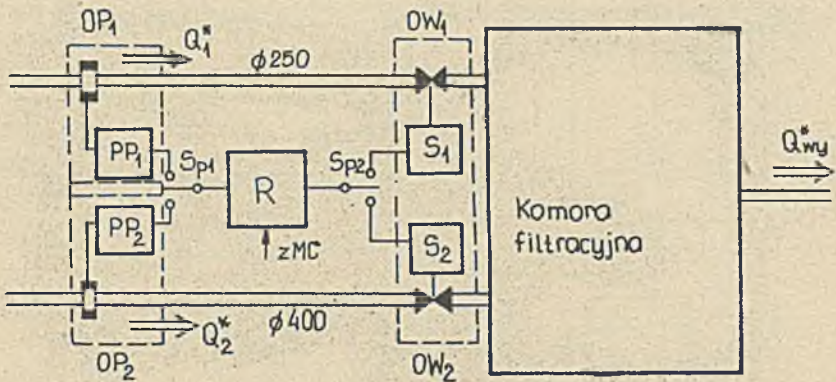 OP₁
Q₁*
ϕ250
OW₁
PP₁
Sp1
R
Sp2
S₁
Q*wy
PP₂
zMC
S₂
Komora
filtracyjna
Q₂*
ϕ400
OP₂
OW₂